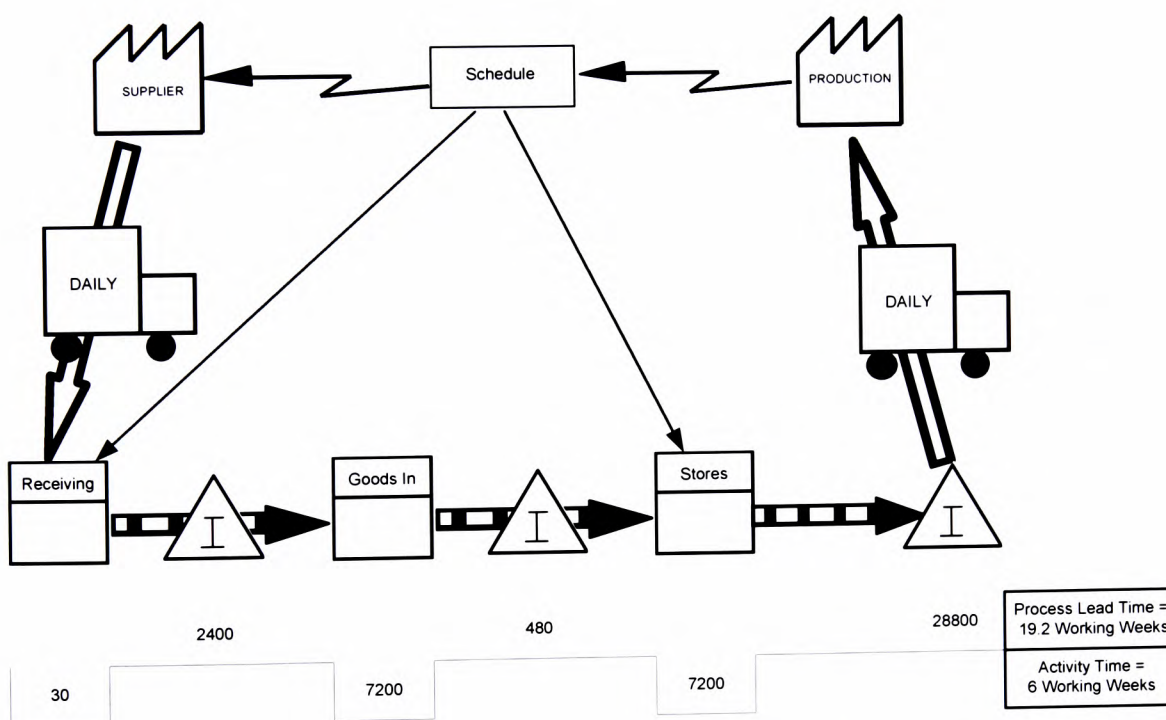 SUPPLIER
Schedule
PRODUCTION
DAILY
DAILY
Receiving
Goods In
Stores
I
I
I
2400
480
28800
Process Lead Time =
19.2 Working Weeks
30
7200
7200
Activity Time =
6 Working Weeks